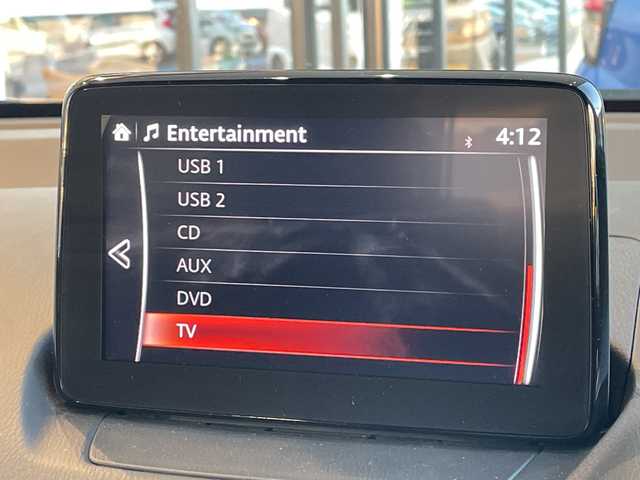 Entertainment 4:12
USB 1
USB 2
CD
AUX
DVD
TV